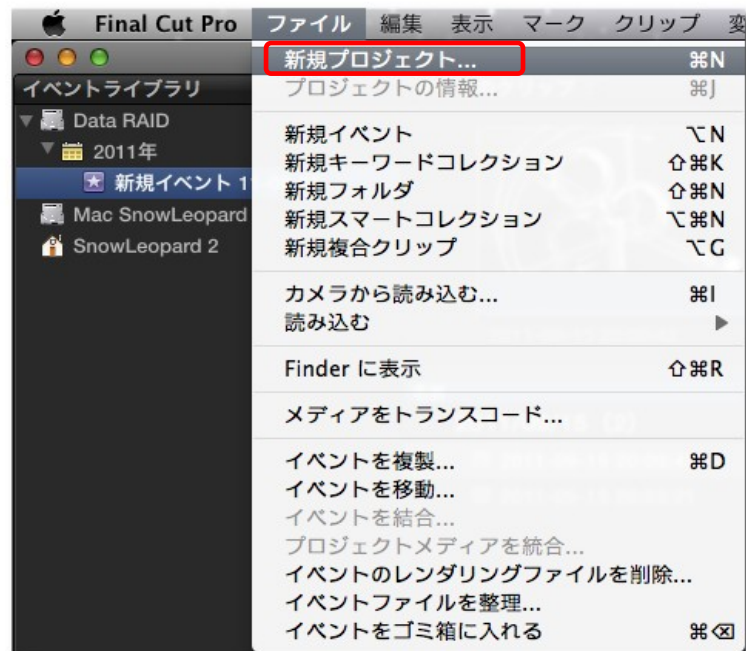 Final Cut Pro ファイル 編集 表示 マーク クリップ
イベントライブラリ
Data RAID
2011年
新規イベント 1
Mac SnowLeopard
SnowLeopard 2
新規プロジェクト... ⌘N
プロジェクトの情報... ⌘J
新規イベント ⌥N
新規キーワードコレクション ⇧⌘K
新規フォルダ ⇧⌘N
新規スマートコレクション ⌥⌘N
新規複合クリップ ⌥G
カメラから読み込む... ⌘I
読み込む ▶
Finder に表示 ⇧⌘R
メディアをトランスコード...
イベントを複製... ⌘D
イベントを移動...
イベントを結合...
プロジェクトメディアを統合...
イベントのレンダリングファイルを削除...
イベントファイルを整理...
イベントをゴミ箱に入れる ⌘⌫